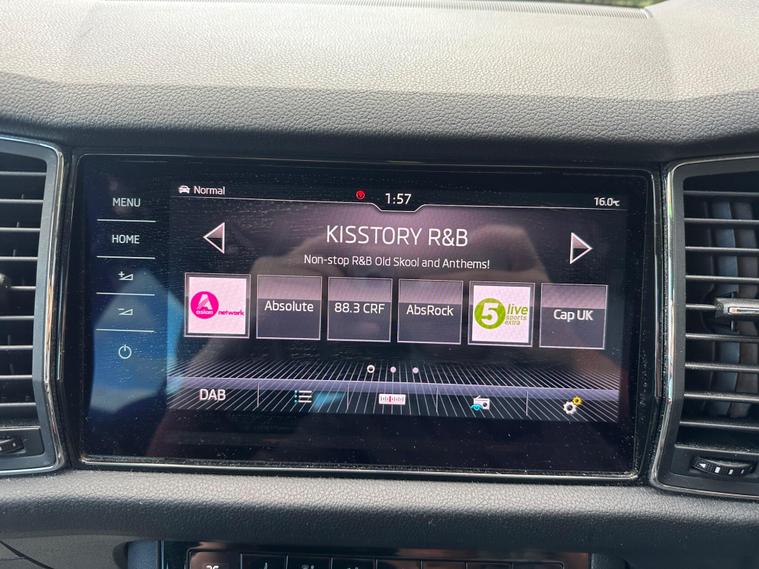 Normal
1:57
16.0°C
MENU
HOME
KISSTORY R&B
Non-stop R&B Old Skool and Anthems!
asian network
Absolute
88.3 CRF
AbsRock
5 live
sports
extra
Cap UK
DAB